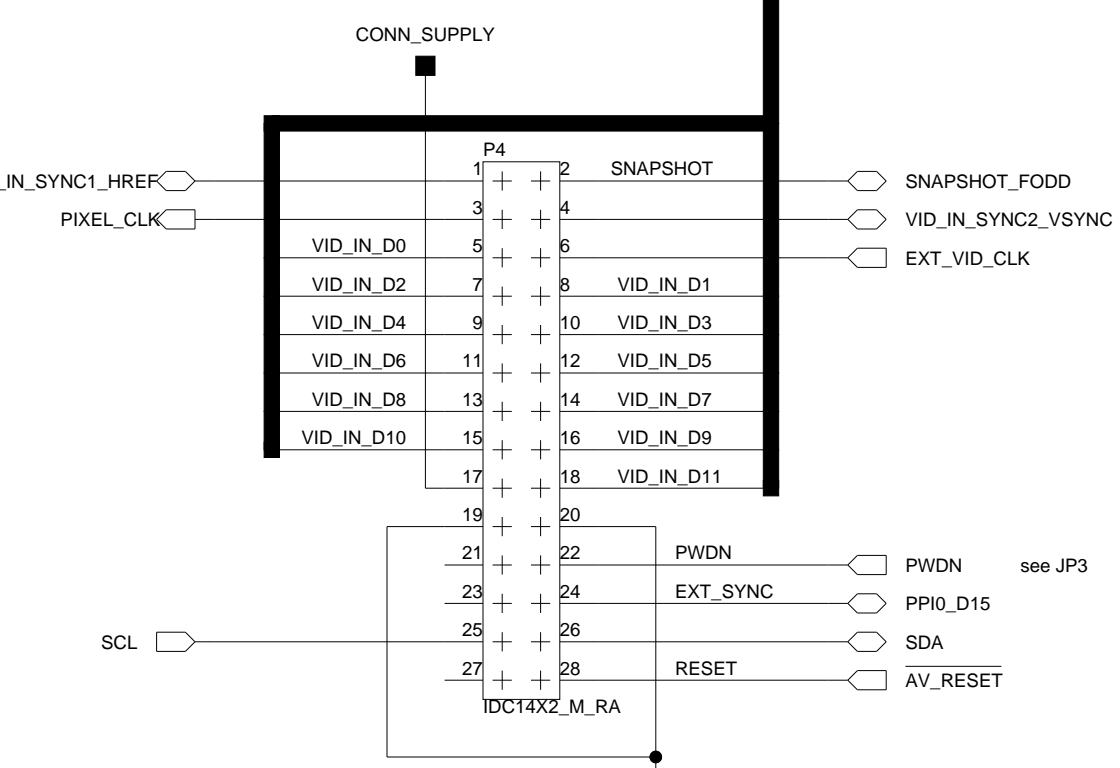 CONN_SUPPLY
P4
1 2 SNAPSHOT
_IN_SYNC1_HREF SNAPSHOT_FODD
3 4
PIXEL_CLK VID_IN_SYNC2_VSYNC
VID_IN_D0 5 6
EXT_VID_CLK
VID_IN_D2 7 8 VID_IN_D1
VID_IN_D4 9 10 VID_IN_D3
VID_IN_D6 11 12 VID_IN_D5
VID_IN_D8 13 14 VID_IN_D7
VID_IN_D10 15 16 VID_IN_D9
17 18 VID_IN_D11
19 20
21 22 PWDN
PWDN see JP3
23 24 EXT_SYNC
PPI0_D15
25 26
SCL SDA
27 28 RESET
AV_RESET
IDC14X2_M_RA